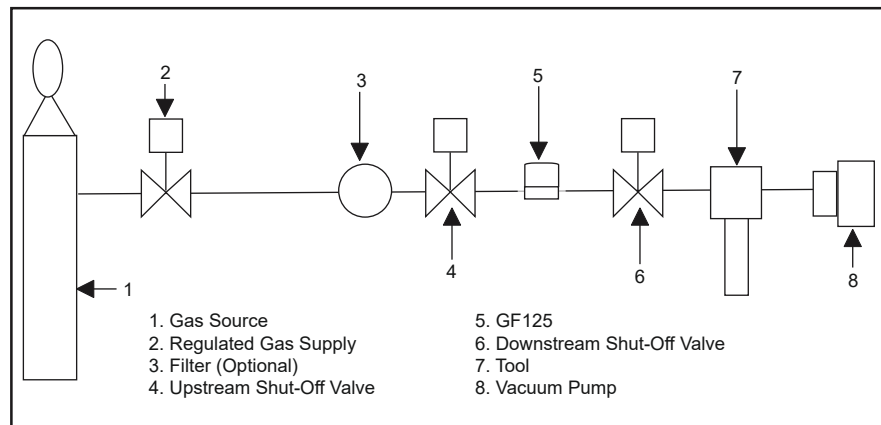 2
3
5
7
4
6
8
1
1. Gas Source
2. Regulated Gas Supply
3. Filter (Optional)
4. Upstream Shut-Off Valve
5. GF125
6. Downstream Shut-Off Valve
7. Tool
8. Vacuum Pump